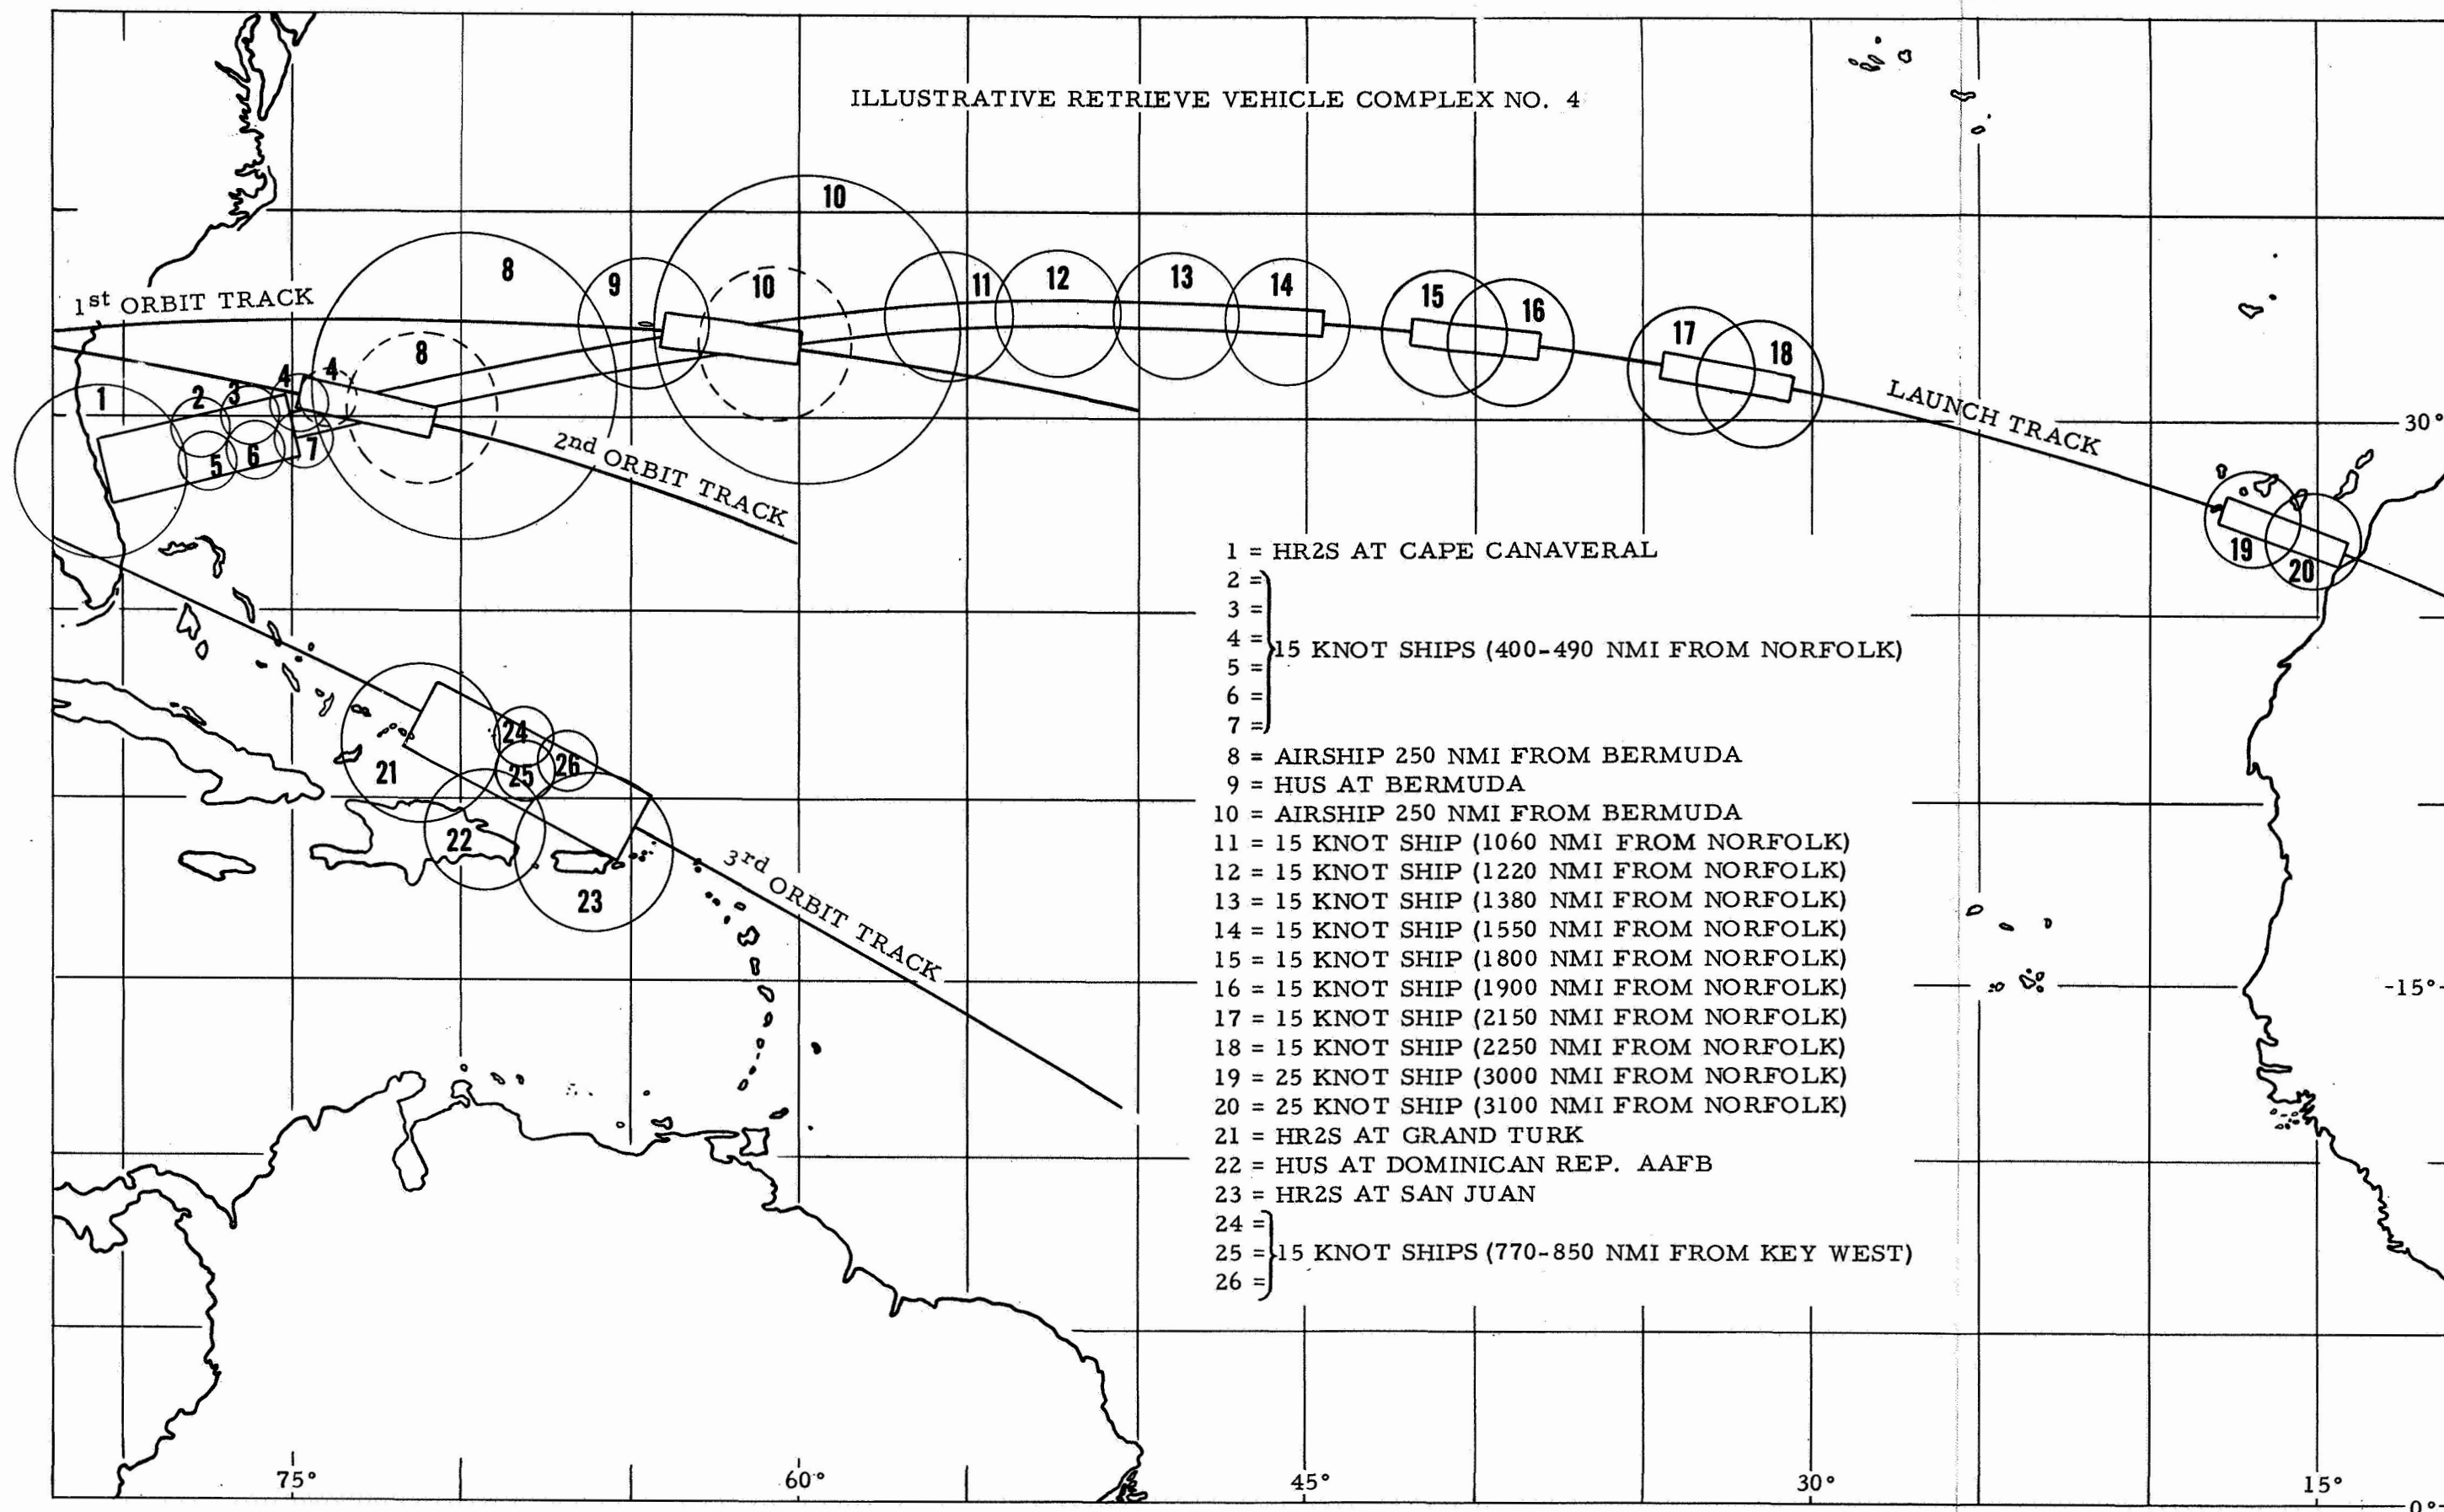 ILLUSTRATIVE RETRIEVE VEHICLE COMPLEX NO. 4
10
8
9
10
11
12
13
14
15
16
17
18
1st ORBIT TRACK
8
4
4
1
2
3
5
6
7
2nd ORBIT TRACK
LAUNCH TRACK
30°
19
20
21
24
25
26
22
23
3rd ORBIT TRACK
1 = HR2S AT CAPE CANAVERAL
2 =
3 =
4 =
15 KNOT SHIPS (400-490 NMI FROM NORFOLK)
5 =
6 =
7 =
8 = AIRSHIP 250 NMI FROM BERMUDA
9 = HUS AT BERMUDA
10 = AIRSHIP 250 NMI FROM BERMUDA
11 = 15 KNOT SHIP (1060 NMI FROM NORFOLK)
12 = 15 KNOT SHIP (1220 NMI FROM NORFOLK)
13 = 15 KNOT SHIP (1380 NMI FROM NORFOLK)
14 = 15 KNOT SHIP (1550 NMI FROM NORFOLK)
15 = 15 KNOT SHIP (1800 NMI FROM NORFOLK)
16 = 15 KNOT SHIP (1900 NMI FROM NORFOLK)
17 = 15 KNOT SHIP (2150 NMI FROM NORFOLK)
18 = 15 KNOT SHIP (2250 NMI FROM NORFOLK)
19 = 25 KNOT SHIP (3000 NMI FROM NORFOLK)
20 = 25 KNOT SHIP (3100 NMI FROM NORFOLK)
21 = HR2S AT GRAND TURK
22 = HUS AT DOMINICAN REP. AAFB
23 = HR2S AT SAN JUAN
24 =
25 = 15 KNOT SHIPS (770-850 NMI FROM KEY WEST)
26 =
-15°
75°
60°
45°
30°
15°
0°